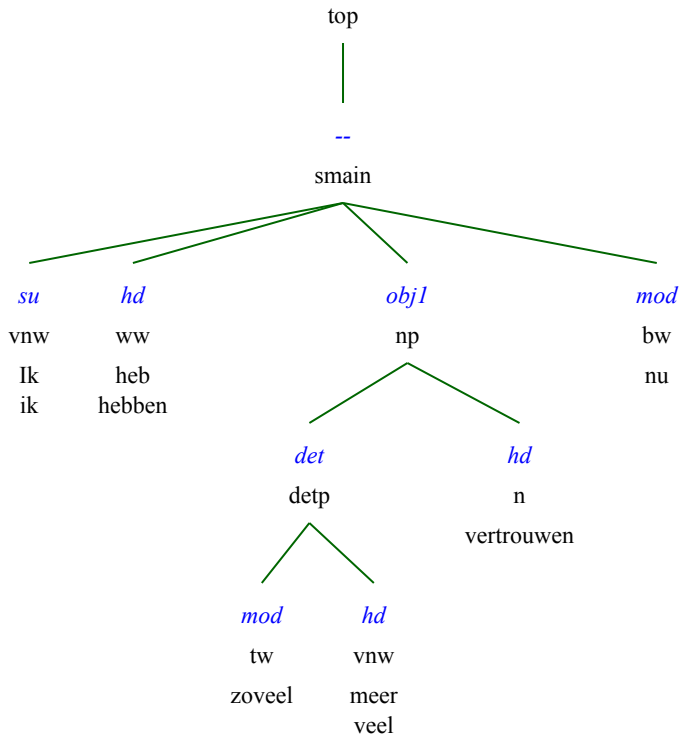 top
--
smain
su hd obj1 mod
vnw ww np bw
Ik heb nu
ik hebben
det hd
detp n
vertrouwen
mod hd
tw vnw
zoveel meer
veel